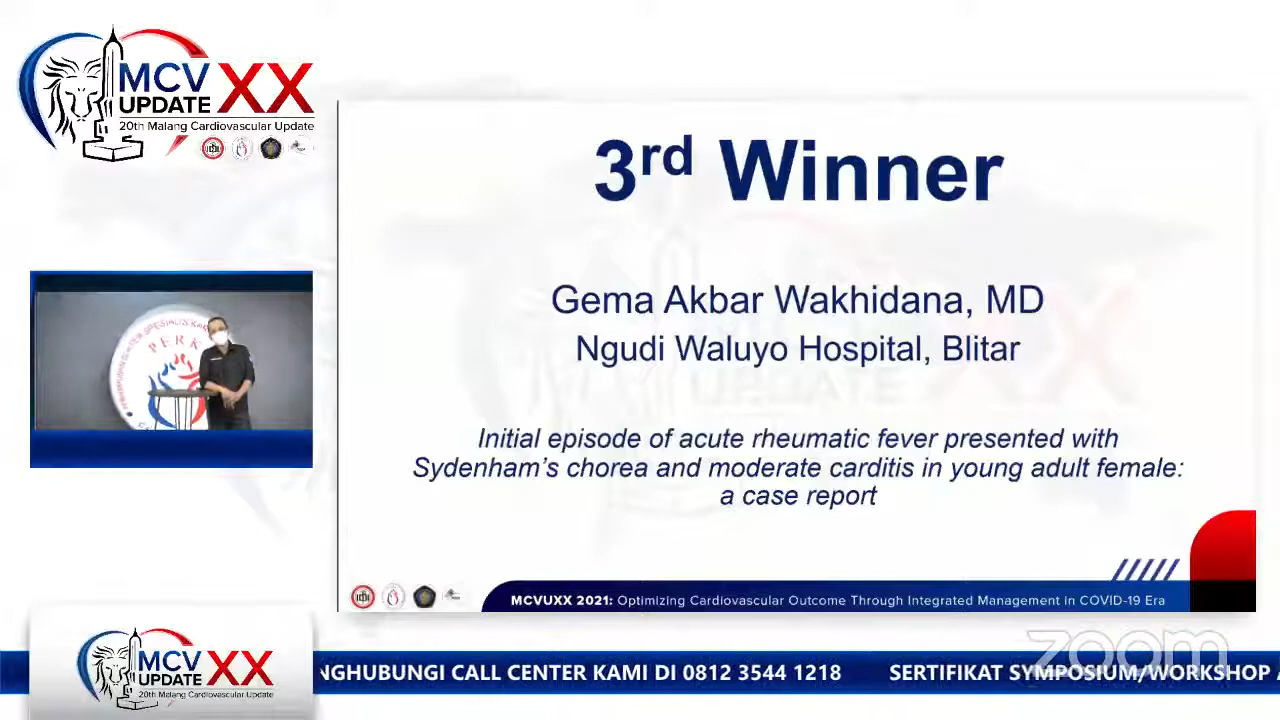 MCV
UPDATE
XX
20th Malang Cardiovascular Update
3rd Winner
Gema Akbar Wakhidana, MD
Ngudi Waluyo Hospital, Blitar
Initial episode of acute rheumatic fever presented with
Sydenham's chorea and moderate carditis in young adult female:
a case report
PERK
MCVUXX 2021: Optimizing Cardiovascular Outcome Through Integrated Management in COVID-19 Era
zoom
MCV
UPDATE
XX
20th Malang Cardiovascular Update
NGHUBUNGI CALL CENTER KAMI DI 0812 3544 1218 SERTIFIKAT SYMPOSIUM/WORKSHOP